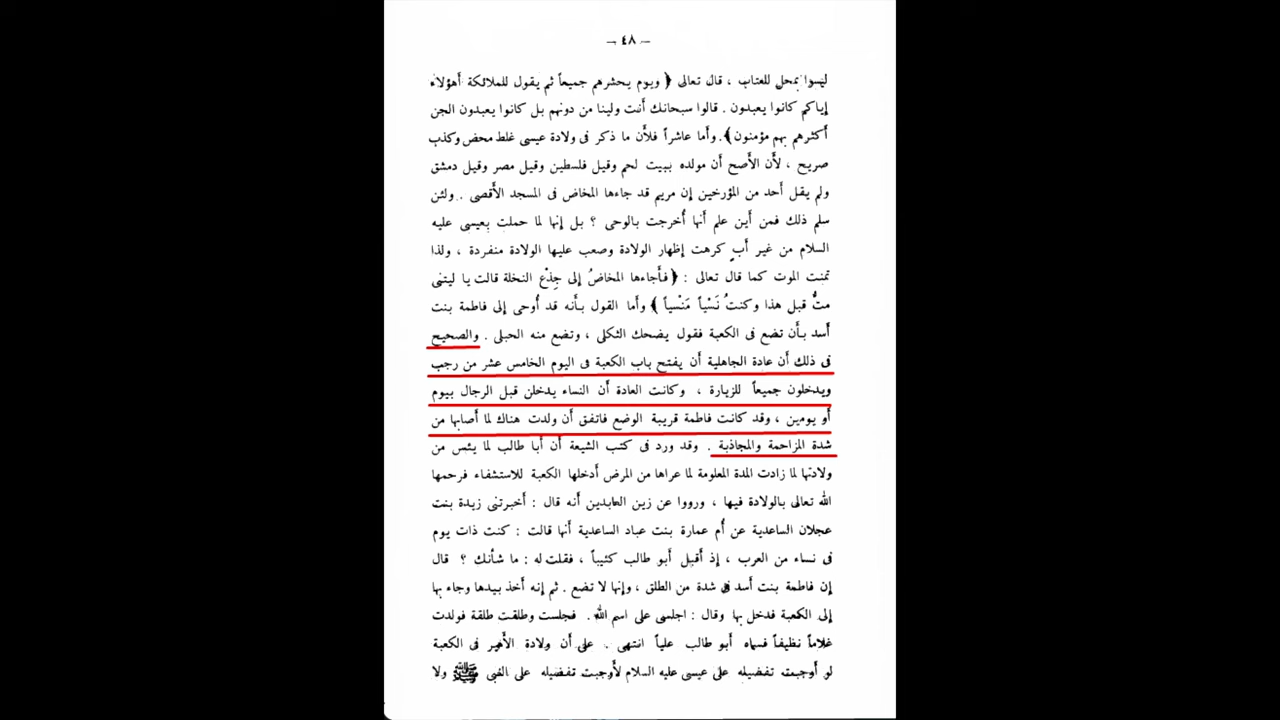 — ٤٨ —
ليسوا بمحل للعتاب ، قال تعالى ﴿ ويوم يحشرهم جميعاً ثم يقول للملائكة أهؤلاء
إياكم كانوا يعبدون . قالوا سبحانك أنت ولينا من دونهم بل كانوا يعبدون الجن
أكثرهم بهم مؤمنون﴾. وأما عاشراً فلأن ما ذكر فى ولادة عيسى غلط محض وكذب
صريح ، لأن الأصح أن مولده ببيت لحم وقيل فلسطين وقيل مصر وقيل دمشق
ولم يقل أحد من المؤرخين إن مريم قد جاءها المخاض فى المسجد الأقصى . ولئن
سلم ذلك فمن أين علم أنها أُخرجت بالوحى ؟ بل إنها لما حملت بعيسى عليه
السلام من غير أبٍ كرهت إظهار الولادة وصعب عليها الولادة منفردة ، ولذا
تمنت الموت كما قال تعالى : ﴿ فأجاءها المخاضُ إلى جِذْع النخلة قالت يا ليتنى
متُّ قبل هذا وكنتُ نَسْياً مَنْسياً ﴾ وأما القول بأنه قد أُوحى إلى فاطمة بنت
أسد بأن تضع فى الكعبة فقول يضحك الثكلى ، وتضع منه الحبلى . والصحيح
فى ذلك أن عادة الجاهلية أن يفتح باب الكعبة فى اليوم الخامس عشر من رجب
ويدخلون جميعاً للزيارة ، وكانت العادة أن النساء يدخلن قبل الرجال بيوم
أو يومين ، وقد كانت فاطمة قريبة الوضع فاتفق أن ولدت هناك لما أصابها من
شدة المزاحمة والمجاذبة . وقد ورد فى كتب الشيعة أن أبا طالب لما يئس من
ولادتها لما زادت المدة المعلومة لما عراها من المرض أدخلها الكعبة للاستشفاء فرحمها
الله تعالى بالولادة فيها ، ورووا عن زين العابدين أنه قال : أخبرتنى زيدة بنت
عجلان الساعدية عن أُم عمارة بنت عباد الساعدية أنها قالت : كنت ذات يوم
فى نساء من العرب ، إذ أقبل أبو طالب كئيباً ، فقلت له : ما شأنك ؟ قال
إن فاطمة بنت أسد فى شدة من الطلق ، وإنها لا تضع . ثم إنه أخذ بيدها وجاء بها
إلى الكعبة فدخل بها وقال : اجلسى على اسم الله . فجلست وطلقت طلقة فولدت
غلاماً نظيفاً فسماه أبو طالب علياً انتهى . على أن ولادة الأمير فى الكعبة
لو أوجبت تفضيله على عيسى عليه السلام لأوجبت تفضيله على النبى ﷺ ولا